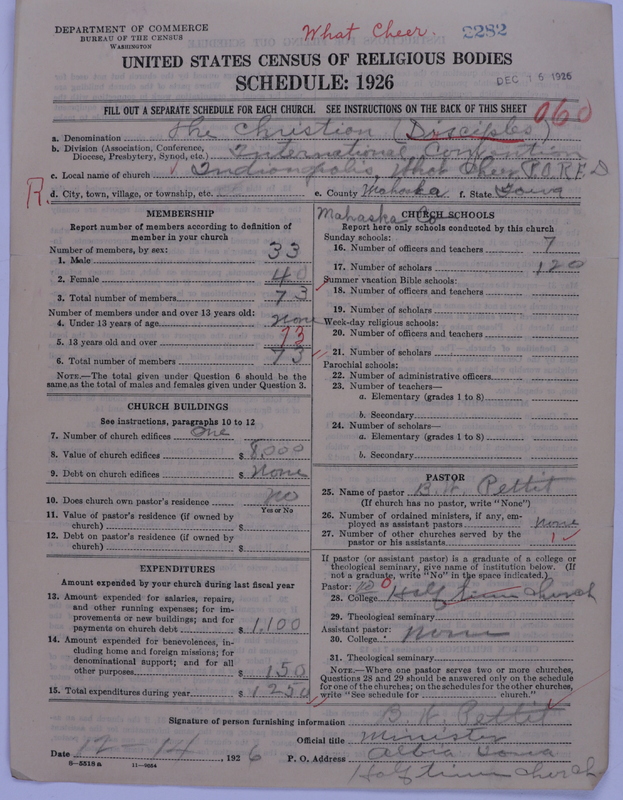 DEPARTMENT OF COMMERCE
BUREAU OF THE CENSUS
WASHINGTON
What Cheer.
2282
UNITED STATES CENSUS OF RELIGIOUS BODIES
SCHEDULE: 1926
DEC 16 1926
FILL OUT A SEPARATE SCHEDULE FOR EACH CHURCH. SEE INSTRUCTIONS ON THE BACK OF THIS SHEET
060
a. Denomination The Christian (Disciples)
b. Division (Association, Conference, Diocese, Presbytery, Synod, etc.) International Convention
c. Local name of church Indianapolis, What Cheer P.O. R.F.D
R
d. City, town, village, or township, etc. e. County Mahaska f. State Iowa
Mahaska Co
MEMBERSHIP
Report number of members according to definition of member in your church
Number of members, by sex:
1. Male 33
2. Female 40
3. Total number of members 73
Number of members under and over 13 years old:
4. Under 13 years of age None
5. 13 years old and over 73
6. Total number of members 73
NOTE.—The total given under Question 6 should be the same as the total of males and females given under Question 3.
CHURCH BUILDINGS
See instructions, paragraphs 10 to 12
7. Number of church edifices one
8. Value of church edifices $ 8,000
9. Debt on church edifices $ None
10. Does church own pastor's residence no
Yes or No
11. Value of pastor's residence (if owned by church) $
12. Debt on pastor's residence (if owned by church) $
EXPENDITURES
Amount expended by your church during last fiscal year
13. Amount expended for salaries, repairs, and other running expenses; for improvements or new buildings; and for payments on church debt $ 1,100
14. Amount expended for benevolences, including home and foreign missions; for denominational support; and for all other purposes $ 150
15. Total expenditures during year $ 1250
CHURCH SCHOOLS
Report here only schools conducted by this church
Sunday schools:
16. Number of officers and teachers 7
17. Number of scholars 120
Summer vacation Bible schools:
18. Number of officers and teachers
19. Number of scholars
Week-day religious schools:
20. Number of officers and teachers
21. Number of scholars
Parochial schools:
22. Number of administrative officers
23. Number of teachers—
a. Elementary (grades 1 to 8)
b. Secondary
24. Number of scholars—
a. Elementary (grades 1 to 8)
b. Secondary
PASTOR
25. Name of pastor B. W. Pettit
(If church has no pastor, write "None")
26. Number of ordained ministers, if any, employed as assistant pastors None
27. Number of other churches served by the pastor or his assistants 1
If pastor (or assistant pastor) is a graduate of a college or theological seminary, give name of institution below. (If not a graduate, write "No" in the space indicated.)
Pastor:
28. College Half time church
29. Theological seminary
Assistant pastor:
30. College None
31. Theological seminary
NOTE.—Where one pastor serves two or more churches, Questions 28 and 29 should be answered only on the schedule for one of the churches; on the schedules for the other churches, write "See schedule for church."
Signature of person furnishing information B. W. Pettit
Official title Minister
Date 12-14, 1926 P. O. Address Albia Iowa
Half time church
8—5518a 11—9564